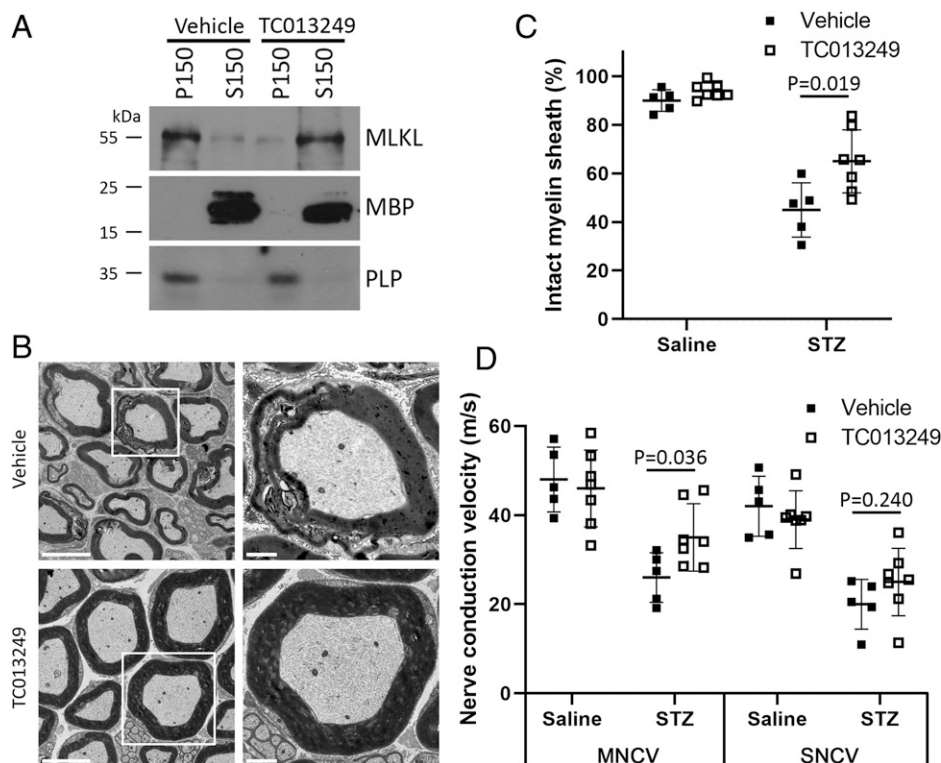 A
Vehicle TC013249
P150 S150 P150 S150
kDa
55 MLKL
25
MBP
15
35 PLP
B
Vehicle
TC013249
C
Vehicle
TC013249
Intact myelin sheath (%)
100
80
60
40
20
0
P=0.019
Saline STZ
D
Vehicle
TC013249
Nerve conduction velocity (m/s)
60
40
20
0
P=0.036
P=0.240
Saline STZ Saline STZ
MNCV SNCV